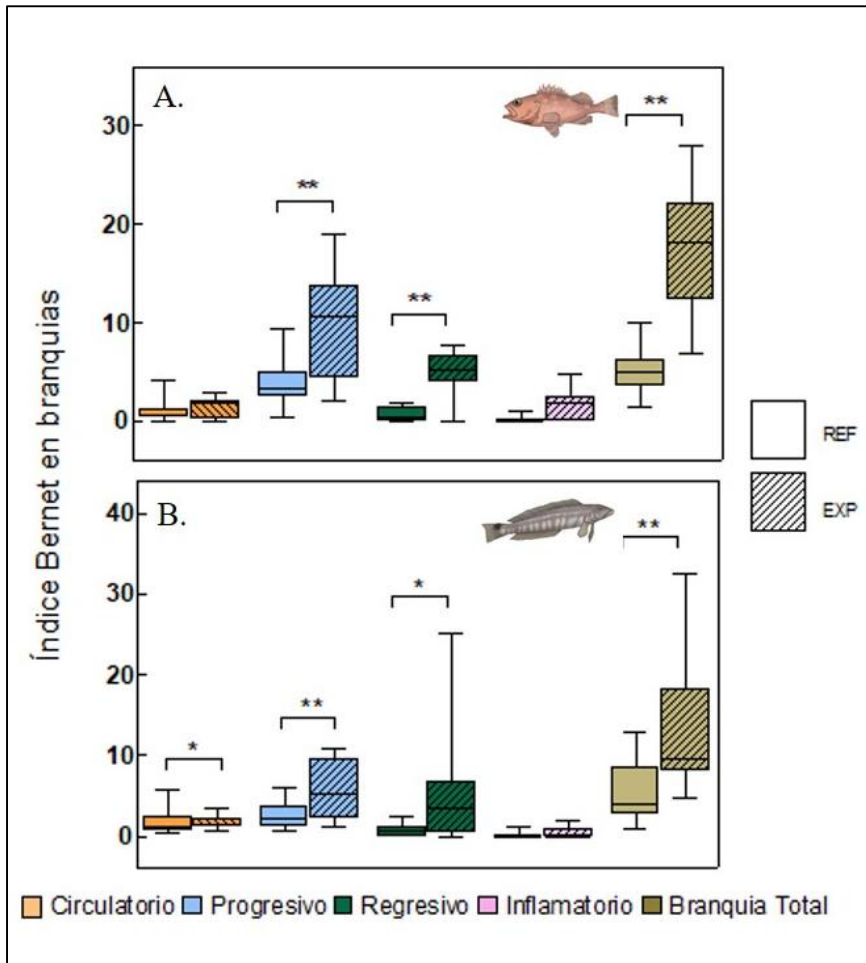 A.
**
**
**
30
20
10
0
Índice Bernet en branquias
REF
EXP
B.
*
**
*
**
40
30
20
10
0
Circulatorio Progresivo Regresivo Inflamatorio Branquia Total